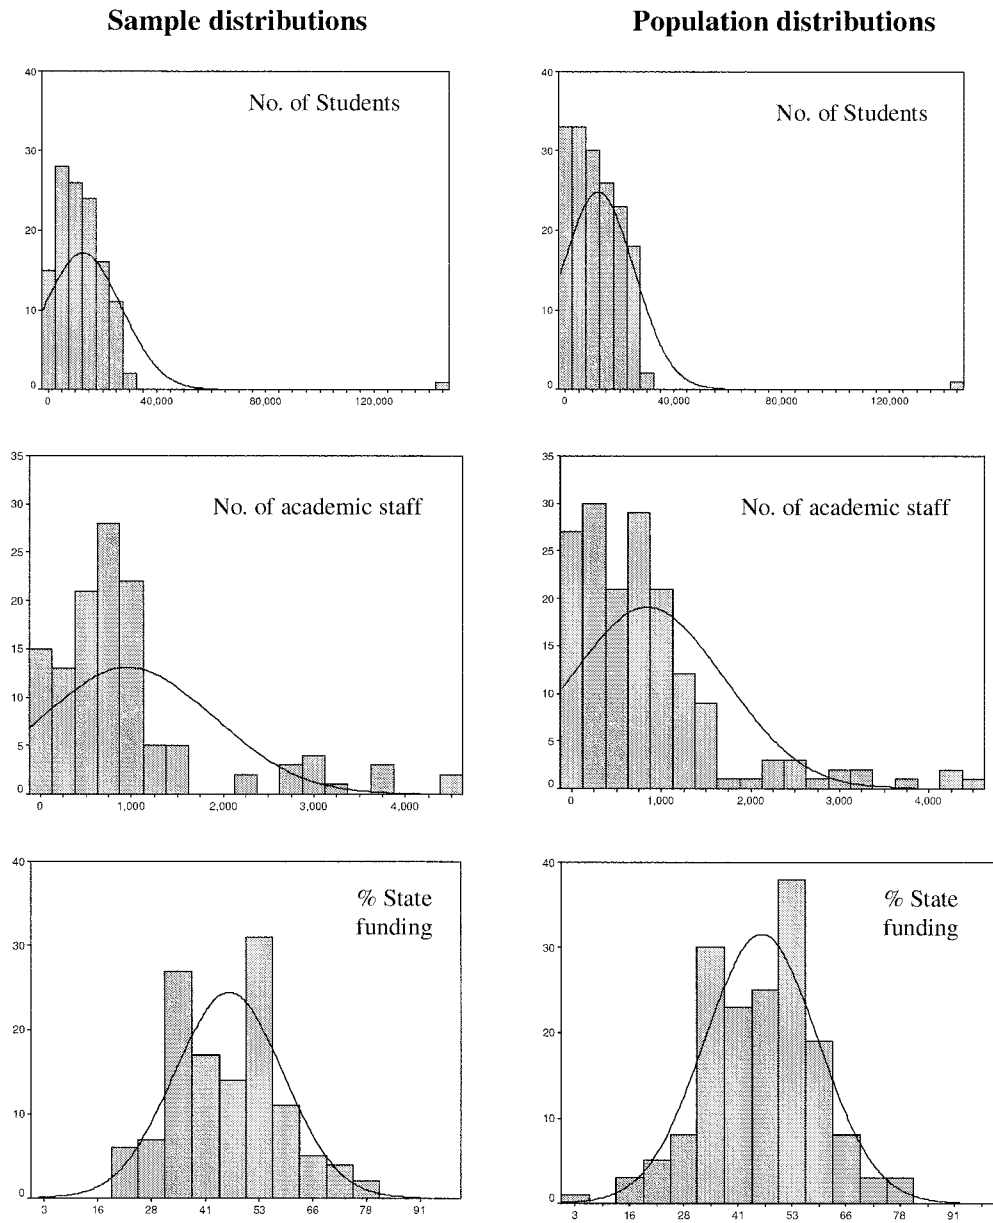 Sample distributions
Population distributions
40
30
20
10
0
No. of Students
0 40,000 80,000 120,000
40
30
20
10
0
No. of Students
0 40,000 80,000 120,000
35
30
25
20
15
10
5
0
No. of academic staff
0 1,000 2,000 3,000 4,000
35
30
25
20
15
10
5
0
No. of academic staff
0 1,000 2,000 3,000 4,000
40
30
20
10
0
% State
funding
3 16 28 41 53 66 78 91
40
30
20
10
0
% State
funding
3 16 28 41 53 66 78 91